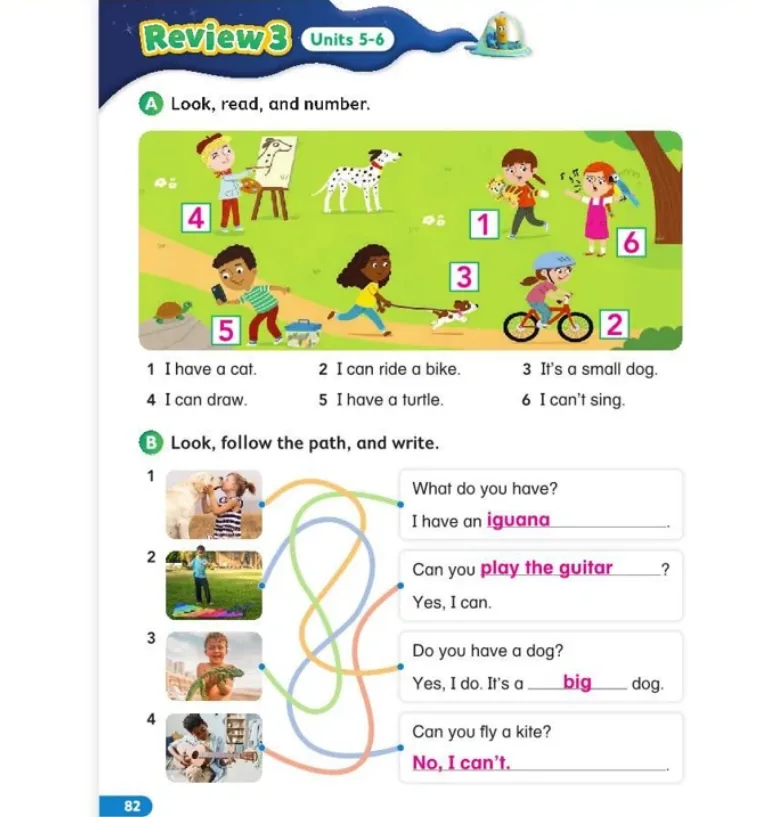 Review 3 Units 5-6
A Look, read, and number.
4
1
6
3
5
2
1 I have a cat. 2 I can ride a bike. 3 It's a small dog.
4 I can draw. 5 I have a turtle. 6 I can't sing.
B Look, follow the path, and write.
1
What do you have?
I have an iguana.
2
Can you play the guitar?
Yes, I can.
3
Do you have a dog?
Yes, I do. It's a big dog.
4
Can you fly a kite?
No, I can't.
82